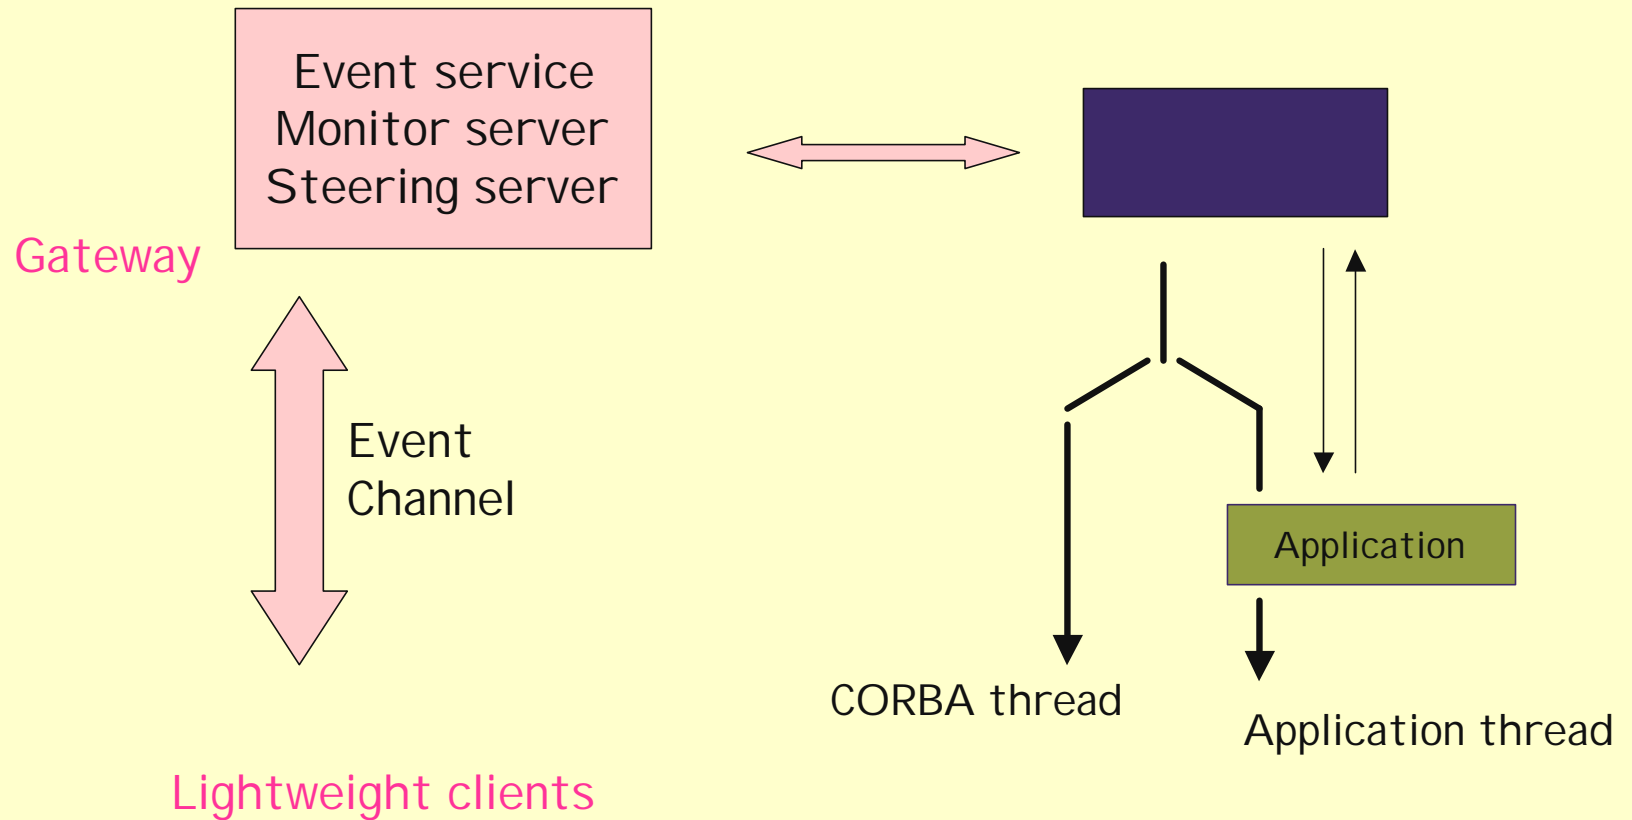 Event service
Monitor server
Steering server
Gateway
Event
Channel
Application
CORBA thread
Application thread
Lightweight clients